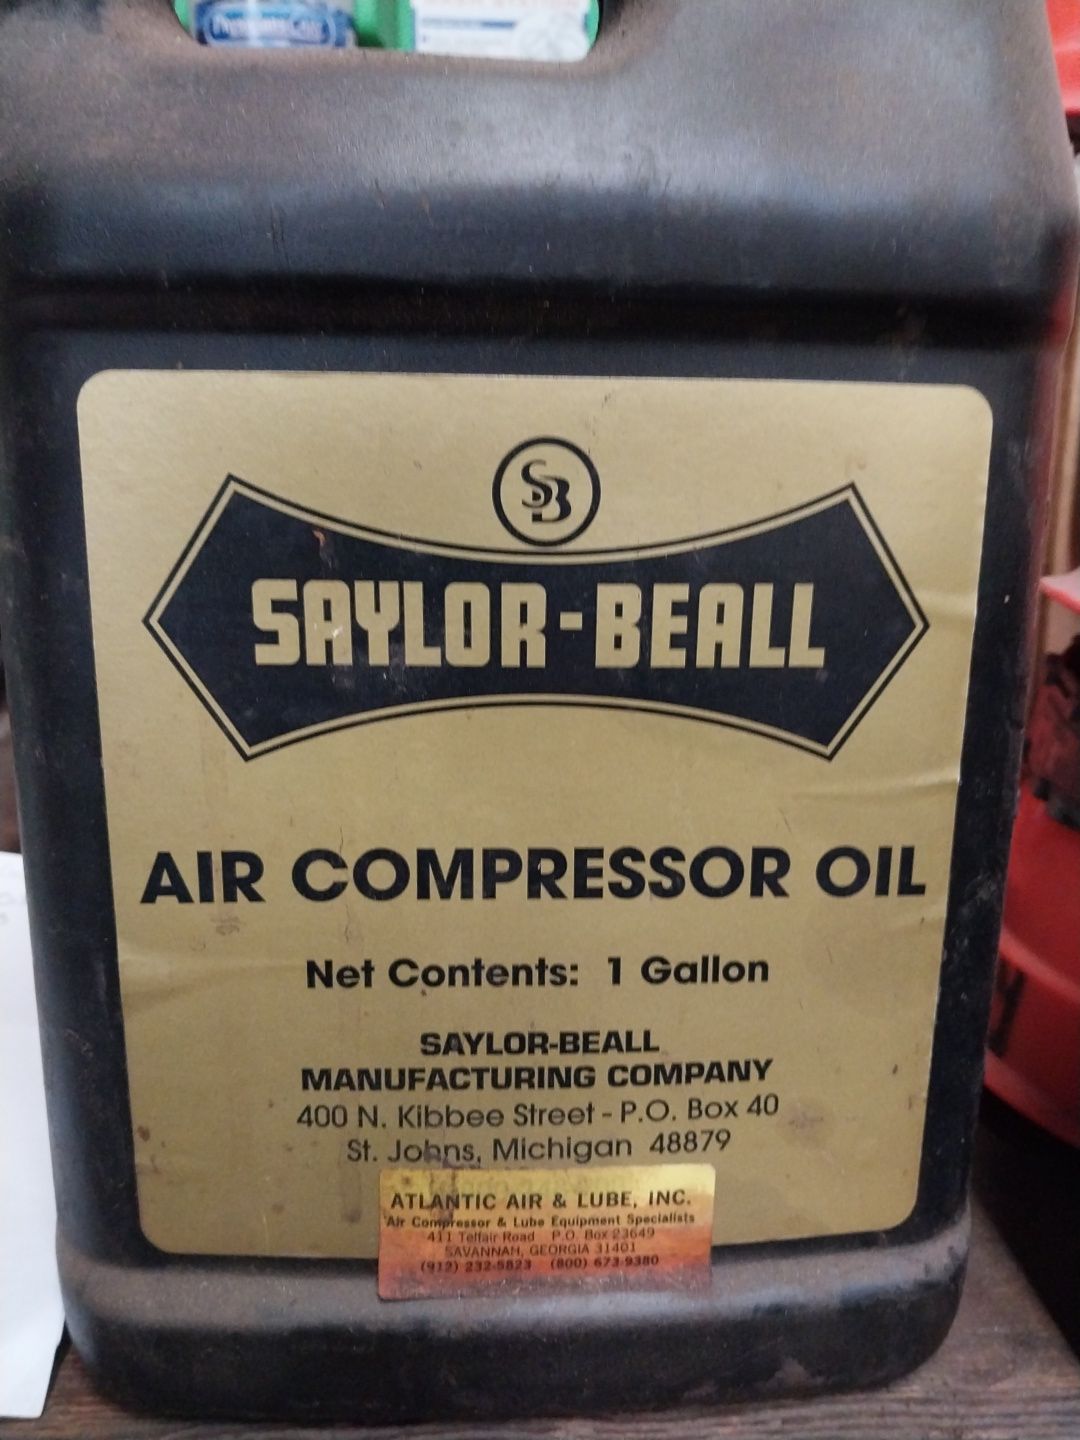 SB
SAYLOR-BEALL
AIR COMPRESSOR OIL
Net Contents: 1 Gallon
SAYLOR-BEALL
MANUFACTURING COMPANY
400 N. Kibbee Street - P.O. Box 40
St. Johns, Michigan 48879
ATLANTIC AIR & LUBE, INC.
Air Compressor & Lube Equipment Specialists
411 Telfair Road P.O. Box 23649
SAVANNAH, GEORGIA 31401
(912) 232-5823 (800) 673-9380